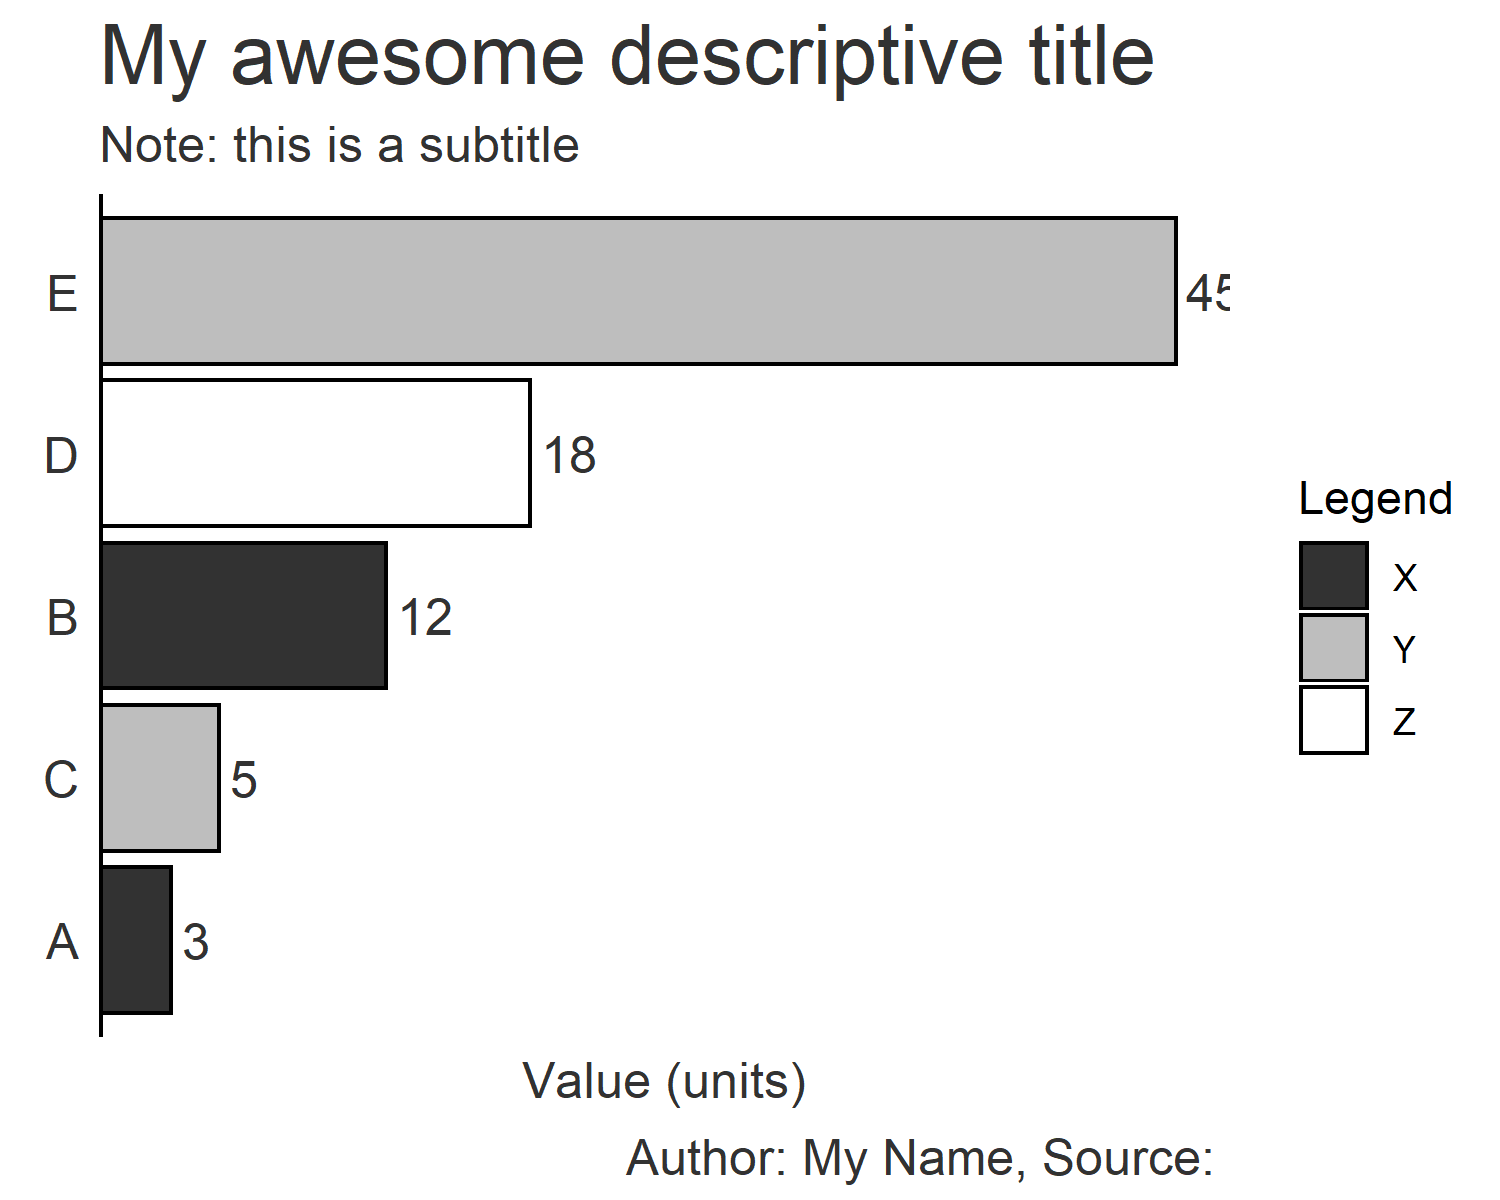 My awesome descriptive title
Note: this is a subtitle
E 45
D 18
B 12
C 5
A 3
Legend
X
Y
Z
Value (units)
Author: My Name, Source: